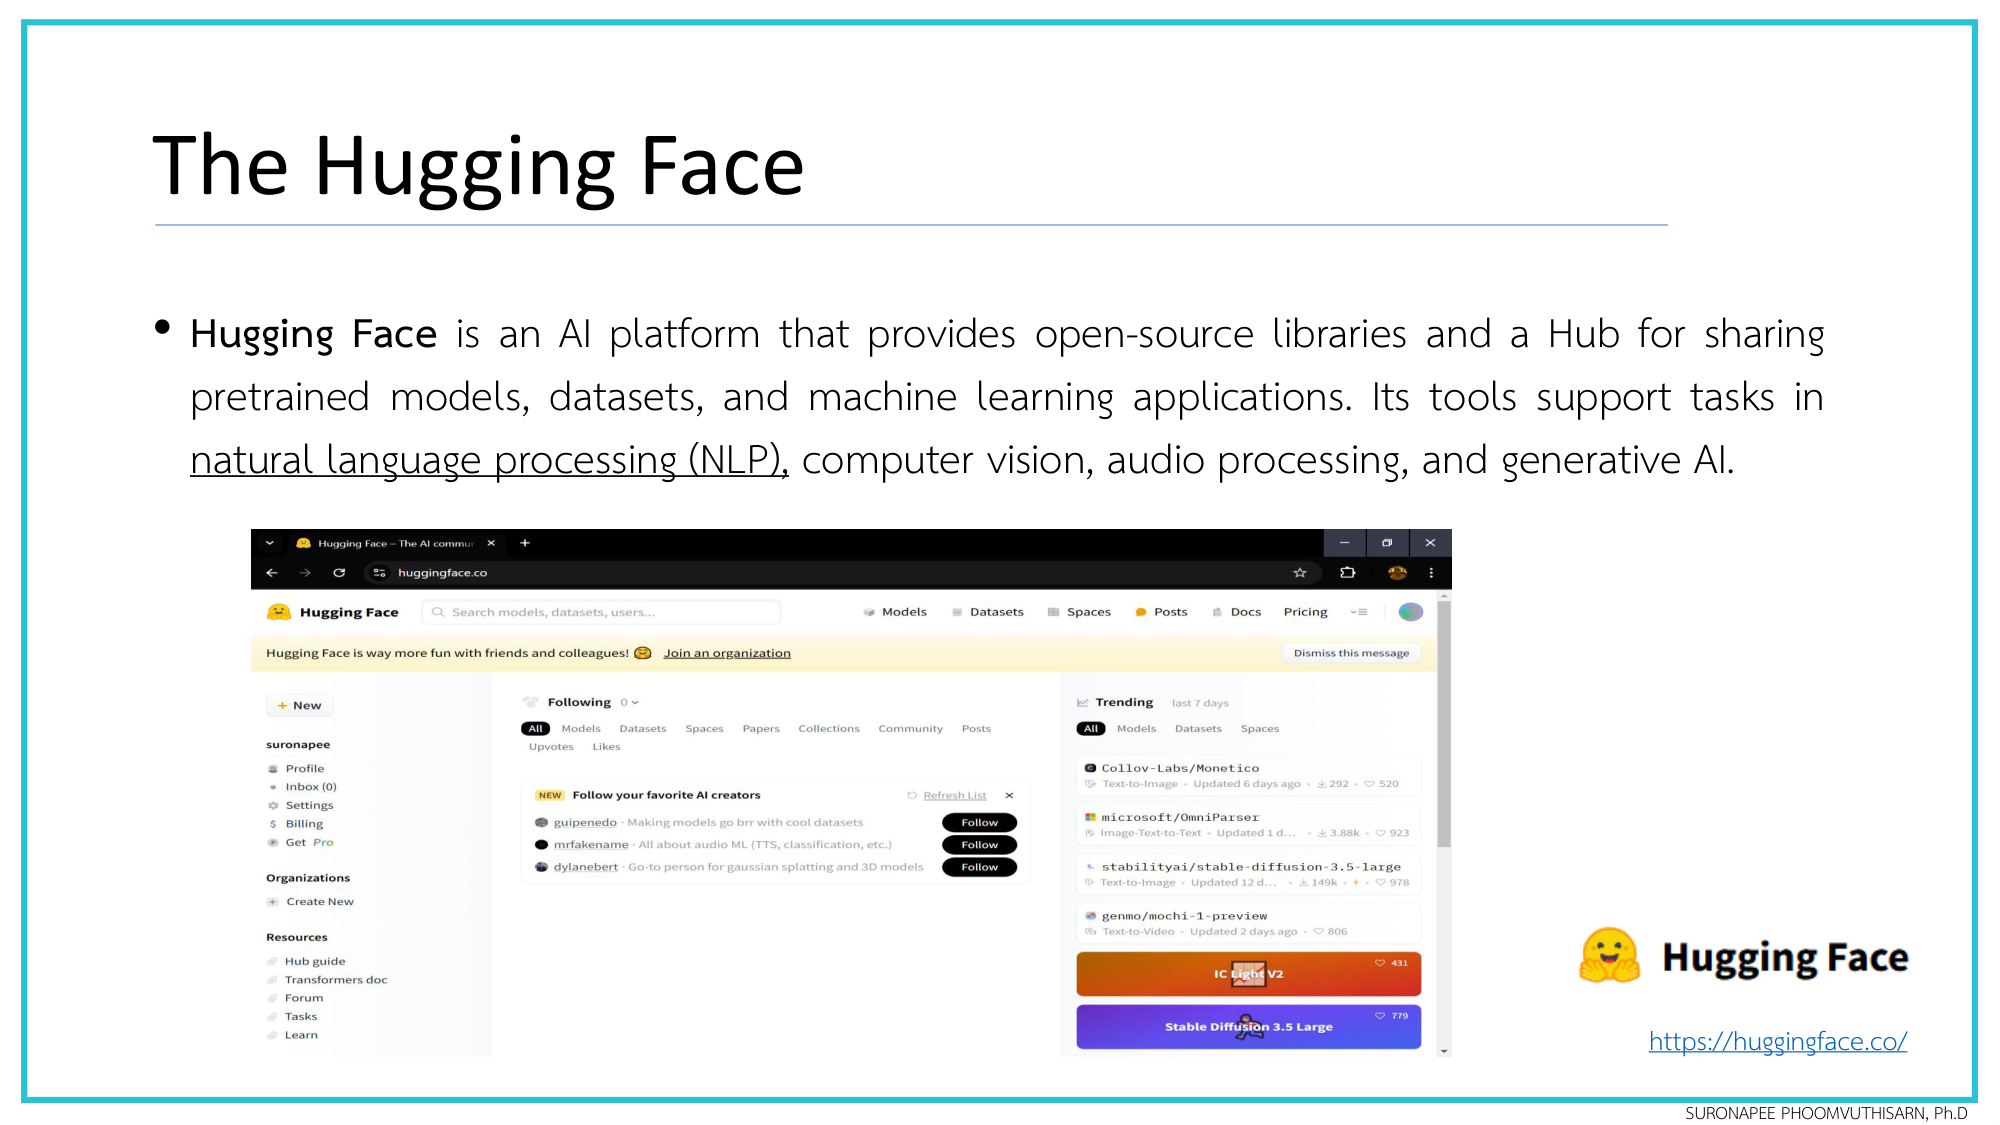 The Hugging Face
• Hugging Face is an AI platform that provides open-source libraries and a Hub for sharing
pretrained models, datasets, and machine learning applications. Its tools support tasks in
natural language processing (NLP), computer vision, audio processing, and generative AI.
Hugging Face – The AI commu
huggingface.co
Hugging Face Search models, datasets, users... Models Datasets Spaces Posts Docs Pricing
Hugging Face is way more fun with friends and colleagues! Join an organization Dismiss this message
+ New
suronapee
Profile
Inbox (0)
Settings
$ Billing
Get Pro
Organizations
+ Create New
Resources
Hub guide
Transformers doc
Forum
Tasks
Learn
Following 0
All Models Datasets Spaces Papers Collections Community Posts
Upvotes Likes
NEW Follow your favorite AI creators Refresh List ×
guipenedo · Making models go brr with cool datasets Follow
mrfakename · All about audio ML (TTS, classification, etc.) Follow
dylanebert · Go-to person for gaussian splatting and 3D models Follow
Trending last 7 days
All Models Datasets Spaces
Collov-Labs/Monetico
Text-to-Image • Updated 6 days ago • 292 • 520
microsoft/OmniParser
Image-Text-to-Text • Updated 1 d... • 3.88k • 923
stabilityai/stable-diffusion-3.5-large
Text-to-Image • Updated 12 d... • 149k • 978
genmo/mochi-1-preview
Text-to-Video • Updated 2 days ago • 806
431
IC Light V2
779
Stable Diffusion 3.5 Large
Hugging Face
https://huggingface.co/
SURONAPEE PHOOMVUTHISARN, Ph.D